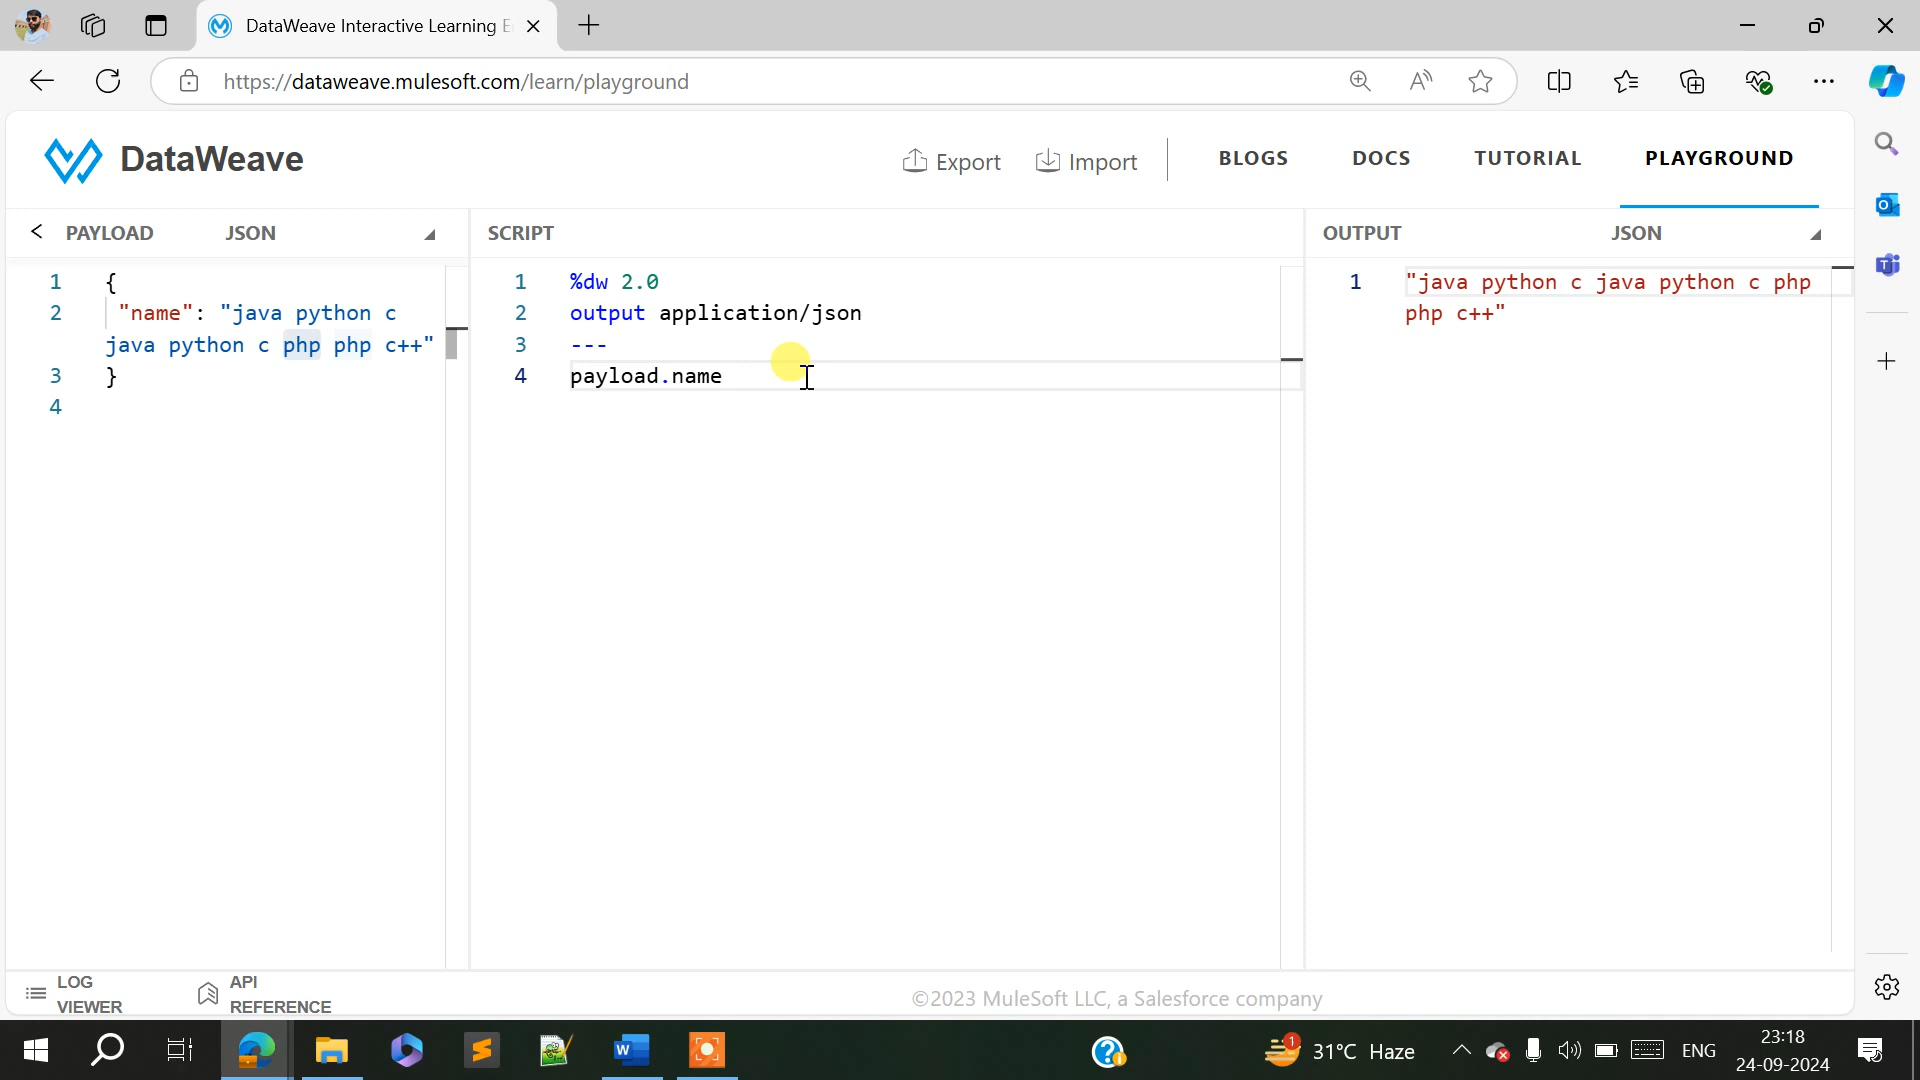 DataWeave Interactive Learning E
https://dataweave.mulesoft.com/learn/playground
DataWeave
Export
Import
BLOGS
DOCS
TUTORIAL
PLAYGROUND
PAYLOAD
JSON
1 {
2 "name": "java python c
java python c php php c++"
3 }
4
SCRIPT
1 %dw 2.0
2 output application/json
3 ---
4 payload.name
OUTPUT
JSON
1 "java python c java python c php
php c++"
LOG
VIEWER
API
REFERENCE
©2023 MuleSoft LLC, a Salesforce company
1
31°C Haze
ENG
23:18
24-09-2024